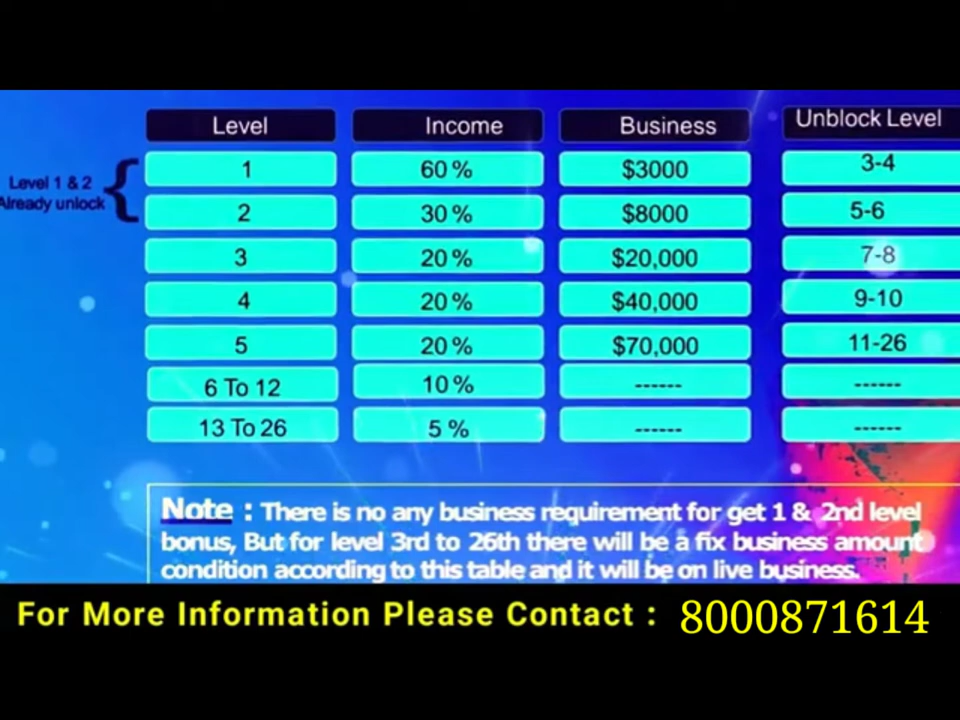 Level Income Business Unblock Level
1 60 % $3000 3-4
Level 1 & 2
Already unlock
2 30 % $8000 5-6
3 20 % $20,000 7-8
4 20 % $40,000 9-10
5 20 % $70,000 11-26
6 To 12 10 % ------ ------
13 To 26 5 % ------ ------
Note : There is no any business requirement for get 1 & 2nd level
bonus, But for level 3rd to 26th there will be a fix business amount
condition according to this table and it will be on live business.
For More Information Please Contact : 8000871614